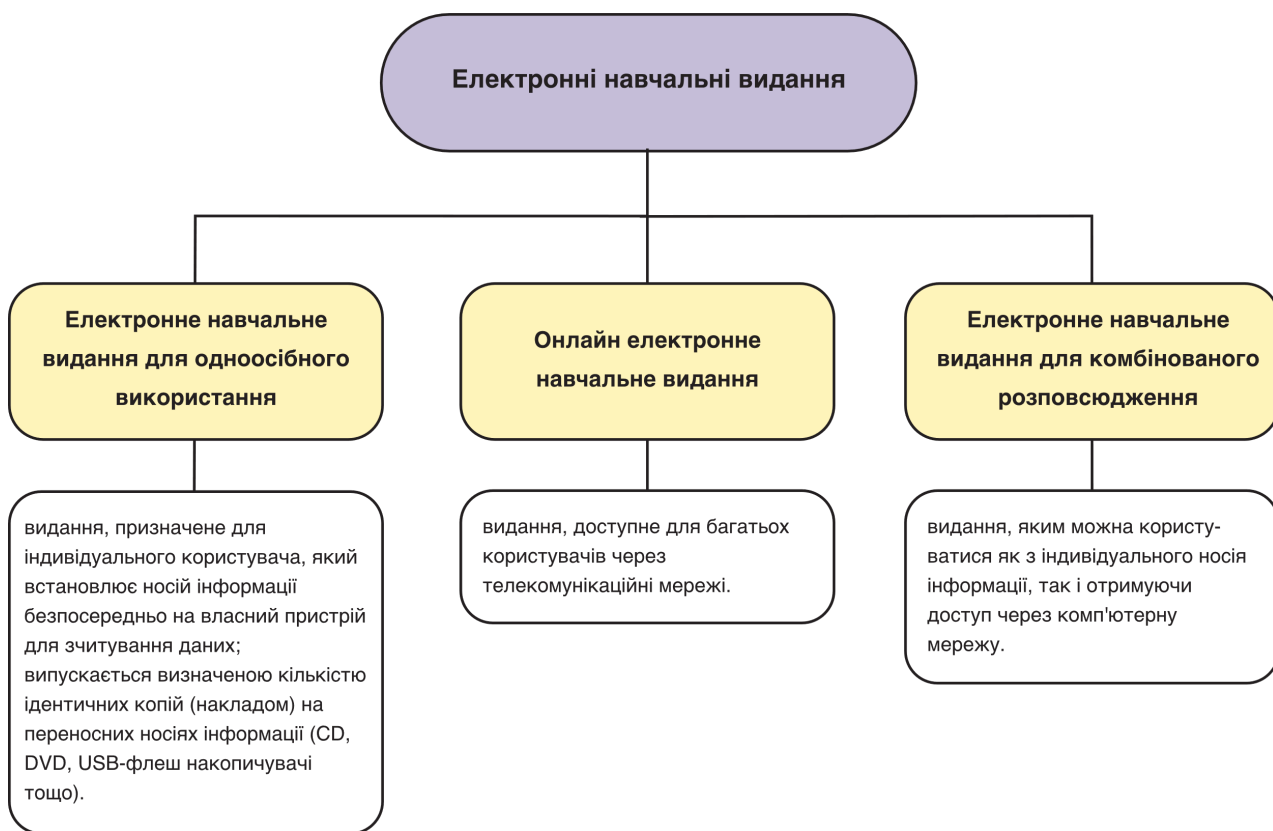 Електронні навчальні видання
Електронне навчальне
видання для одноосібного
використання
Онлайн електронне
навчальне видання
Електронне навчальне
видання для комбінованого
розповсюдження
видання, призначене для
індивідуального користувача, який
встановлює носій інформації
безпосередньо на власний пристрій
для зчитування даних;
випускається визначеною кількістю
ідентичних копій (накладом) на
переносних носіях інформації (CD,
DVD, USB-флеш накопичувачі
тощо).
видання, доступне для багатьох
користувачів через
телекомунікаційні мережі.
видання, яким можна користу-
ватися як з індивідуального носія
інформації, так і отримуючи
доступ через комп'ютерну
мережу.